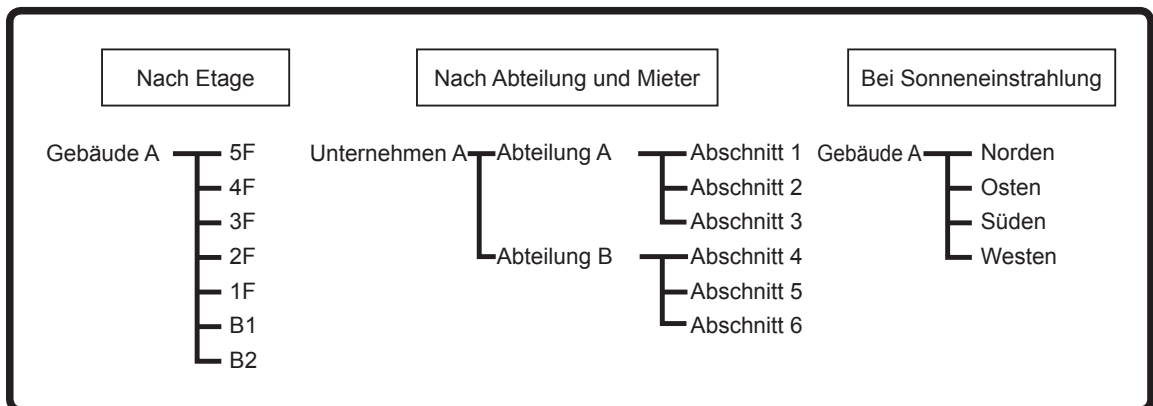 Nach Etage
Gebäude A
5F
4F
3F
2F
1F
B1
B2
Nach Abteilung und Mieter
Unternehmen A
Abteilung A
Abschnitt 1
Abschnitt 2
Abschnitt 3
Abteilung B
Abschnitt 4
Abschnitt 5
Abschnitt 6
Bei Sonneneinstrahlung
Gebäude A
Norden
Osten
Süden
Westen